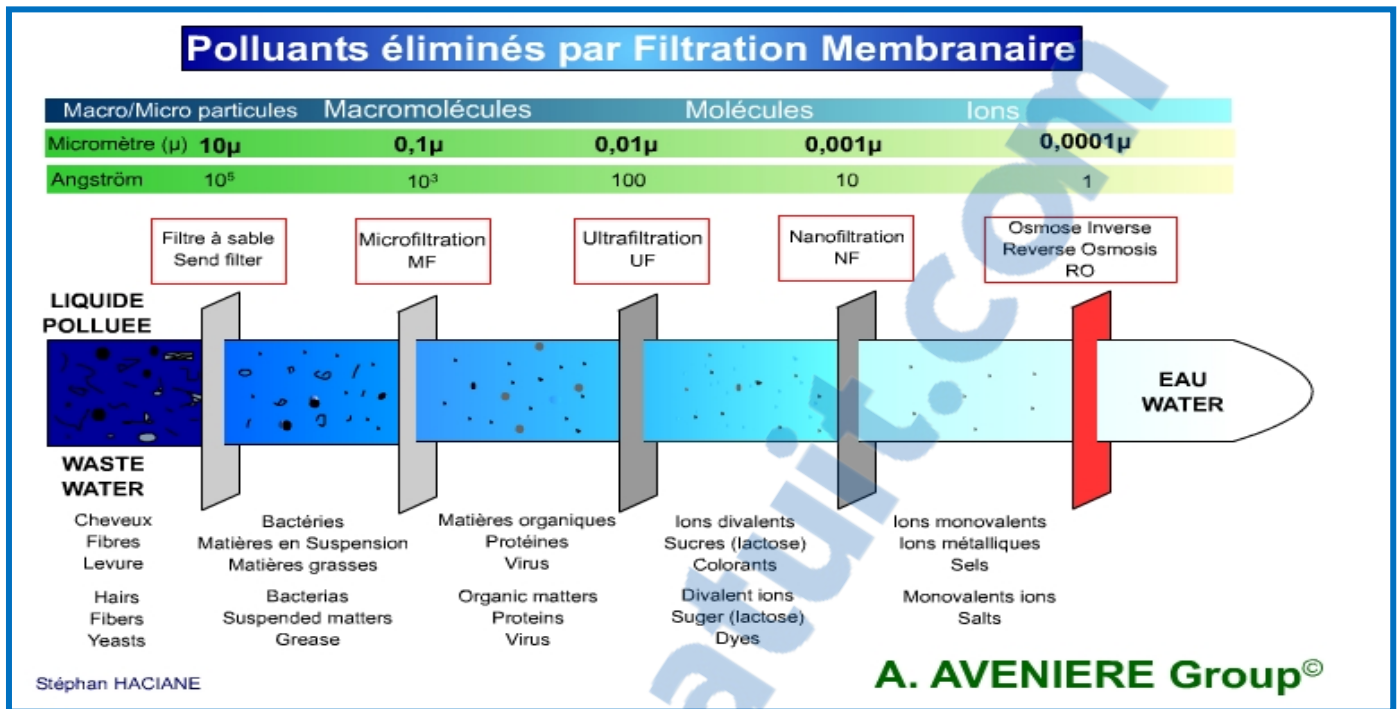 Polluants éliminés par Filtration Membranaire
Macro/Micro particules Macromolécules Molécules Ions
Micromètre (µ) 10µ 0,1µ 0,01µ 0,001µ 0,0001µ
Angström 10⁵ 10³ 100 10 1
Filtre à sable
Send filter
Microfiltration
MF
Ultrafiltration
UF
Nanofiltration
NF
Osmose Inverse
Reverse Osmosis
RO
LIQUIDE
POLLUEE
EAU
WATER
WASTE
WATER
Cheveux
Fibres
Levure
Hairs
Fibers
Yeasts
Bactéries
Matières en Suspension
Matières grasses
Bacterias
Suspended matters
Grease
Matières organiques
Protéines
Virus
Organic matters
Proteins
Virus
Ions divalents
Sucres (lactose)
Colorants
Divalent ions
Suger (lactose)
Dyes
Ions monovalents
Ions métalliques
Sels
Monovalents ions
Salts
Stéphan HACIANE
A. AVENIERE Group©
atuit.com